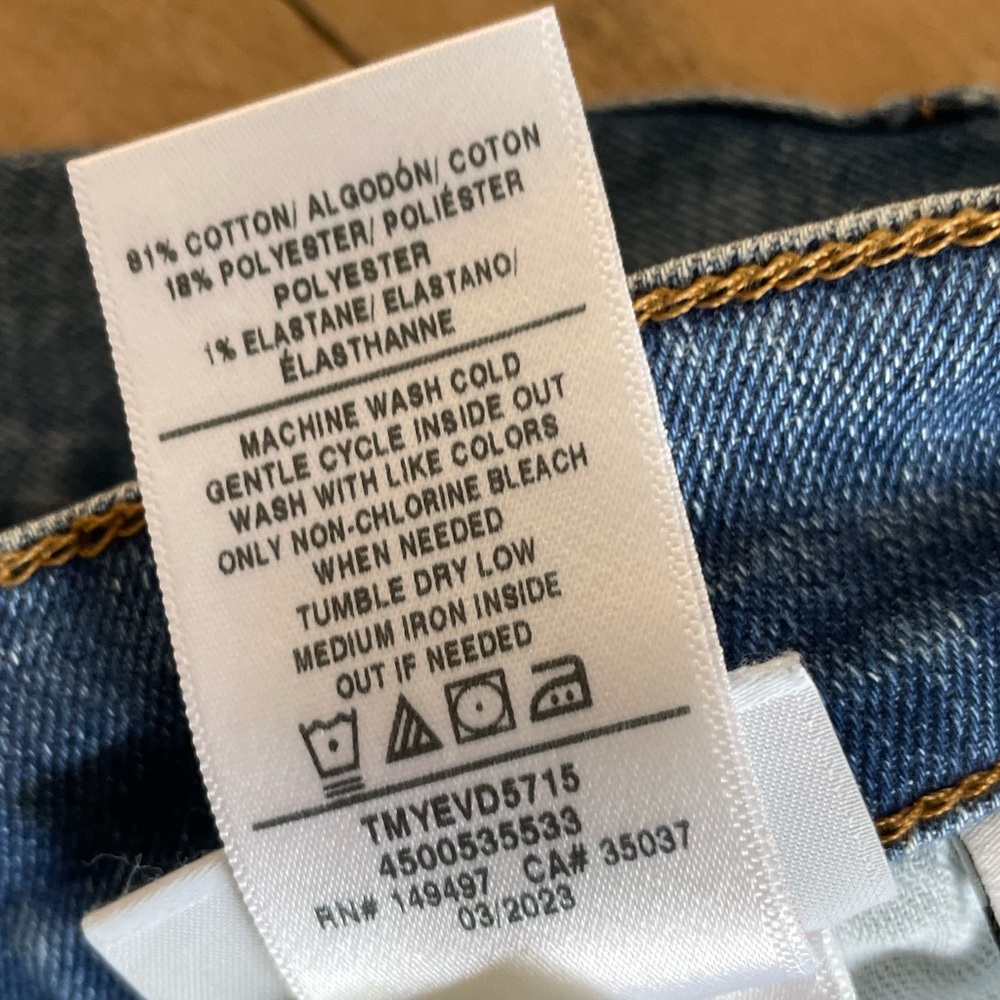 81% COTTON/ ALGODÓN/ COTON
18% POLYESTER/ POLIÉSTER
POLYESTER
1% ELASTANE/ ELASTANO/
ÉLASTHANNE
MACHINE WASH COLD
GENTLE CYCLE INSIDE OUT
WASH WITH LIKE COLORS
ONLY NON-CHLORINE BLEACH
WHEN NEEDED
TUMBLE DRY LOW
MEDIUM IRON INSIDE
OUT IF NEEDED
TMYEVD5715
4500535533
RN# 149497 CA# 35037
03/2023